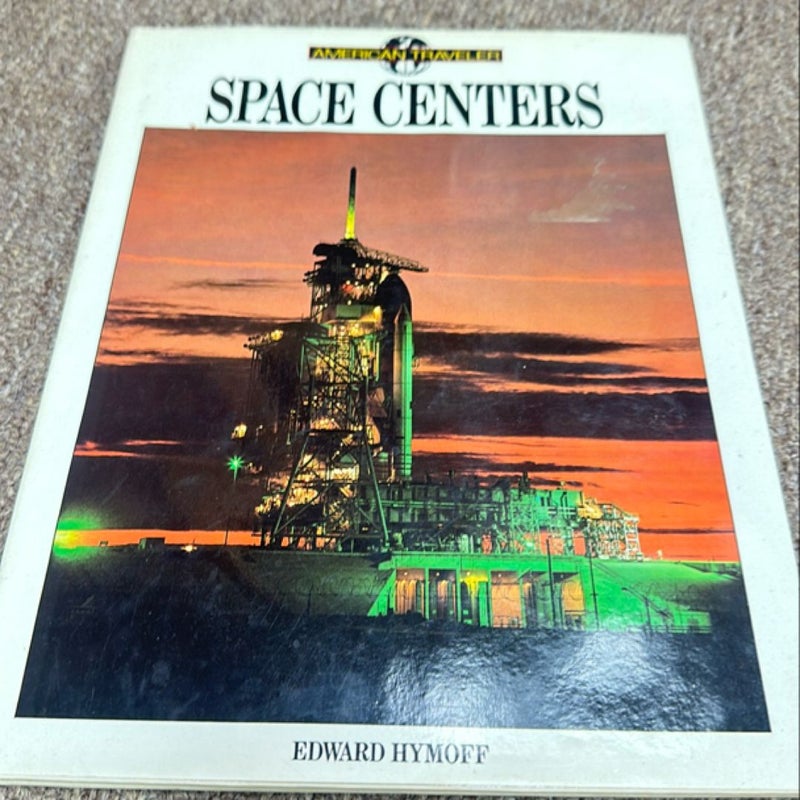 AMERICAN TRAVELER
SPACE CENTERS
EDWARD HYMOFF